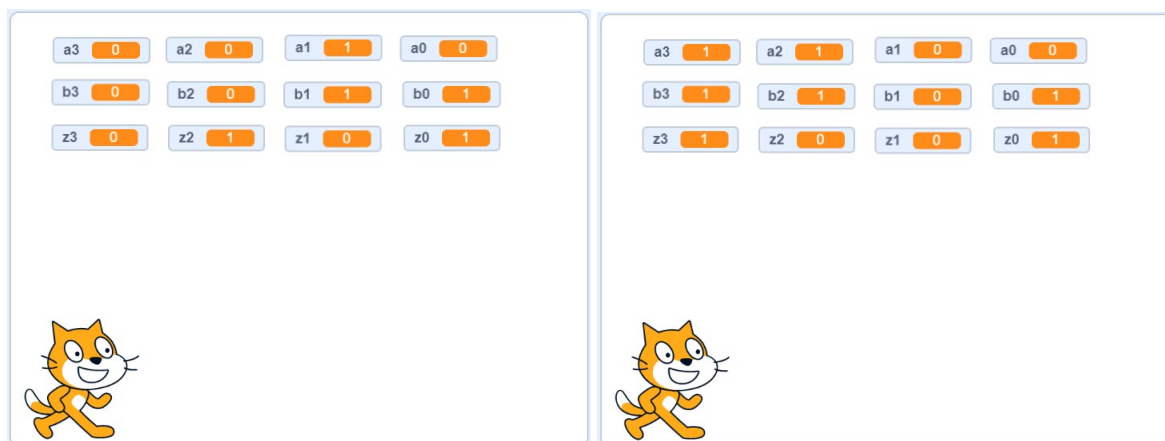 a3 0 a2 0 a1 1 a0 0
b3 0 b2 0 b1 1 b0 1
z3 0 z2 1 z1 0 z0 1
a3 1 a2 1 a1 0 a0 0
b3 1 b2 1 b1 0 b0 1
z3 1 z2 0 z1 0 z0 1